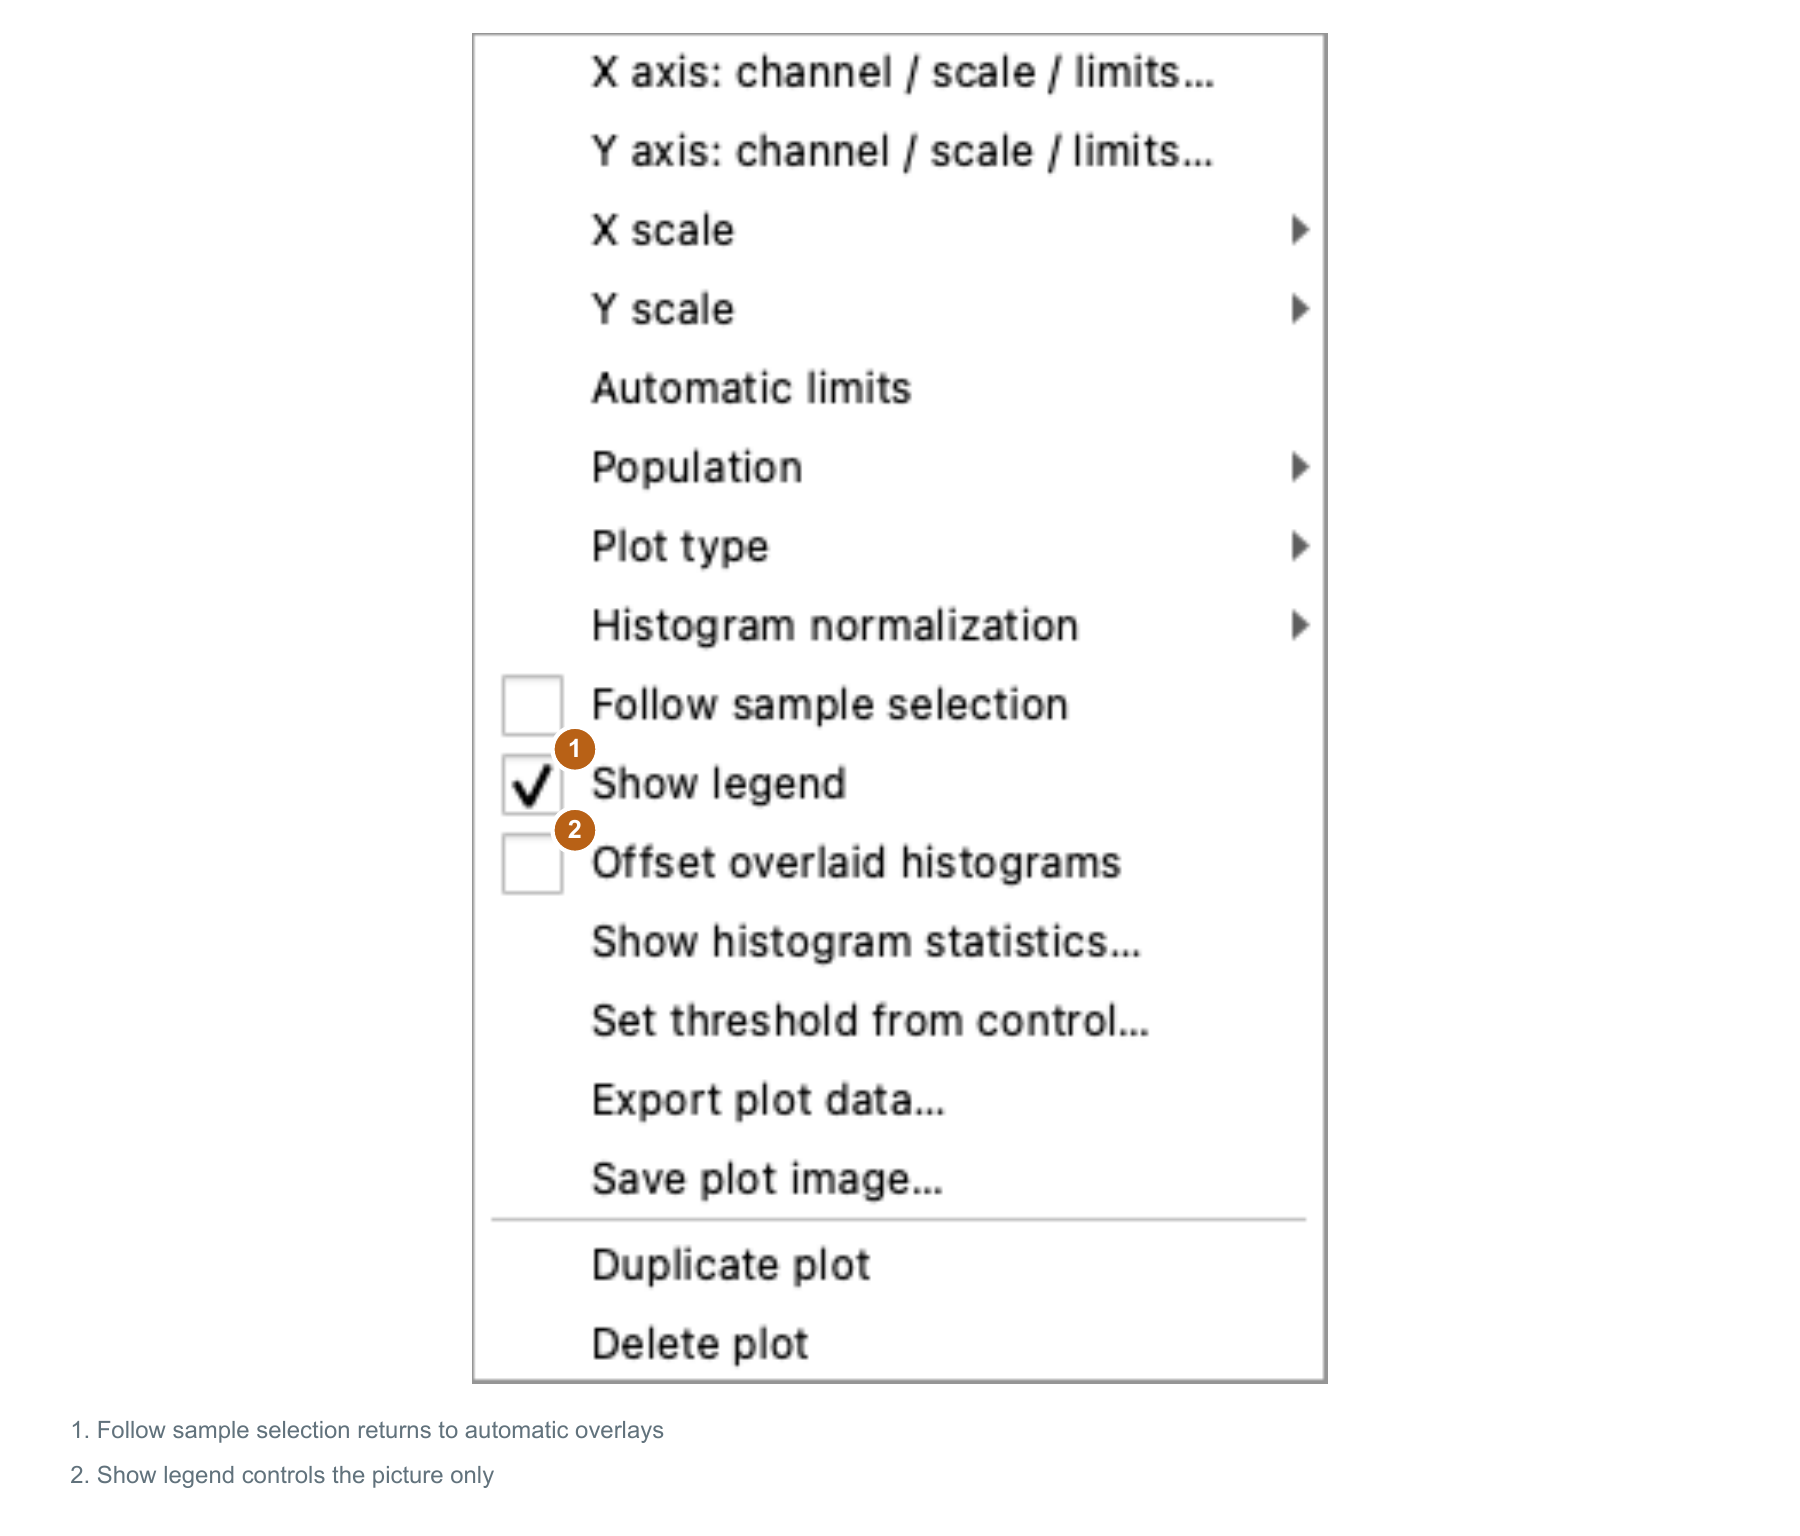 X axis: channel / scale / limits...
Y axis: channel / scale / limits...
X scale
Y scale
Automatic limits
Population
Plot type
Histogram normalization
Follow sample selection
1
Show legend
2
Offset overlaid histograms
Show histogram statistics...
Set threshold from control...
Export plot data...
Save plot image...
Duplicate plot
Delete plot
1. Follow sample selection returns to automatic overlays
2. Show legend controls the picture only